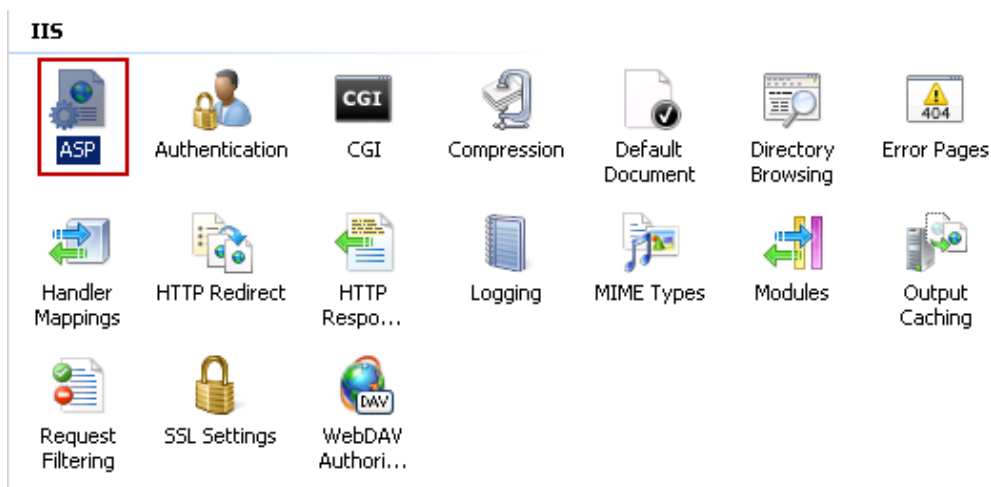 IIS
ASP
Authentication
CGI
CGI
Compression
Default
Document
Directory
Browsing
404
Error Pages
Handler
Mappings
HTTP Redirect
HTTP
Respo...
Logging
MIME Types
Modules
Output
Caching
Request
Filtering
SSL Settings
DAV
WebDAV
Authori...